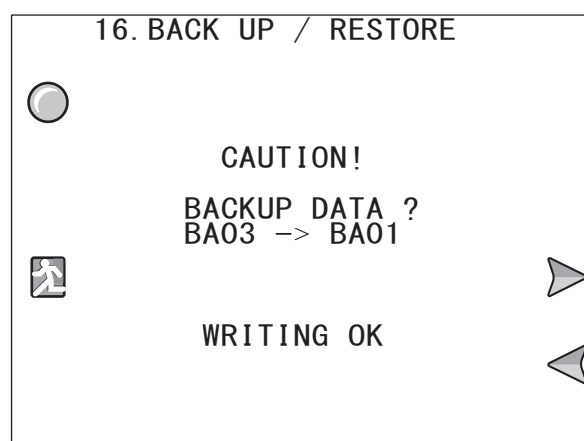 16. BACK UP / RESTORE
CAUTION!
BACKUP DATA ?
BA03 -> BA01
WRITING OK